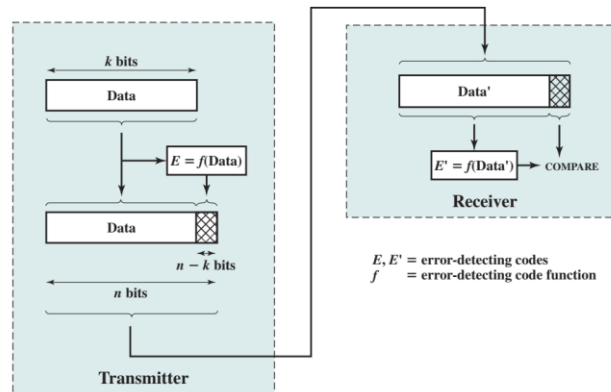 k bits
Data
E = f(Data)
Data
n − k bits
n bits
Transmitter
Data'
E' = f(Data')
COMPARE
Receiver
E, E' = error-detecting codes
f = error-detecting code function